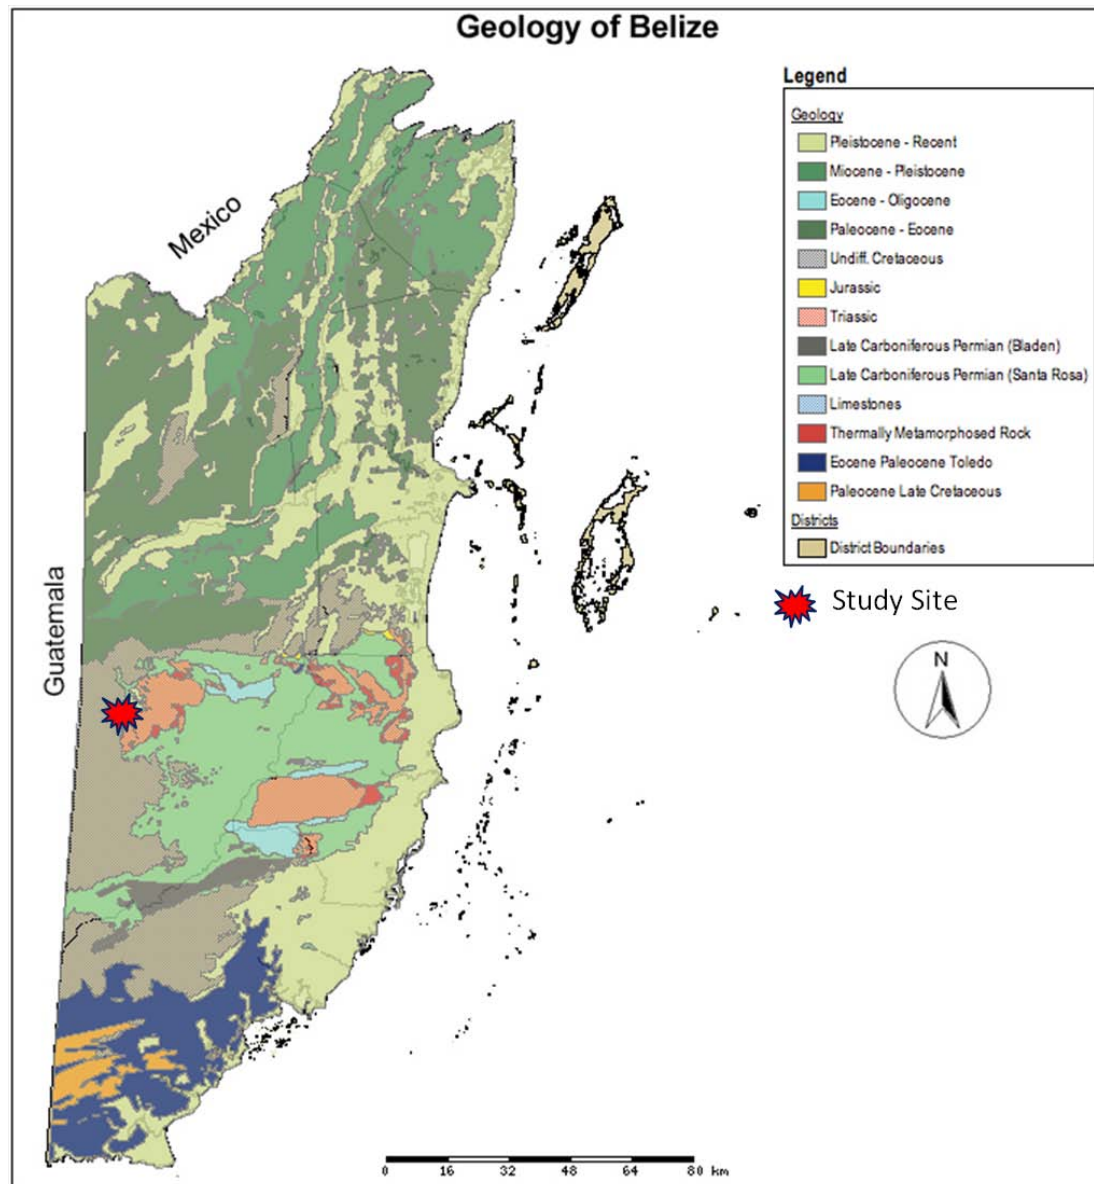 Geology of Belize
Legend
Geology
Pleistocene - Recent
Miocene - Pleistocene
Eocene - Oligocene
Paleocene - Eocene
Undiff. Cretaceous
Jurassic
Triassic
Late Carboniferous Permian (Bladen)
Late Carboniferous Permian (Santa Rosa)
Limestones
Thermally Metamorphosed Rock
Eocene Paleocene Toledo
Paleocene Late Cretaceous
Districts
District Boundaries
Study Site
Mexico
Guatemala
N
0 16 32 48 64 80 km